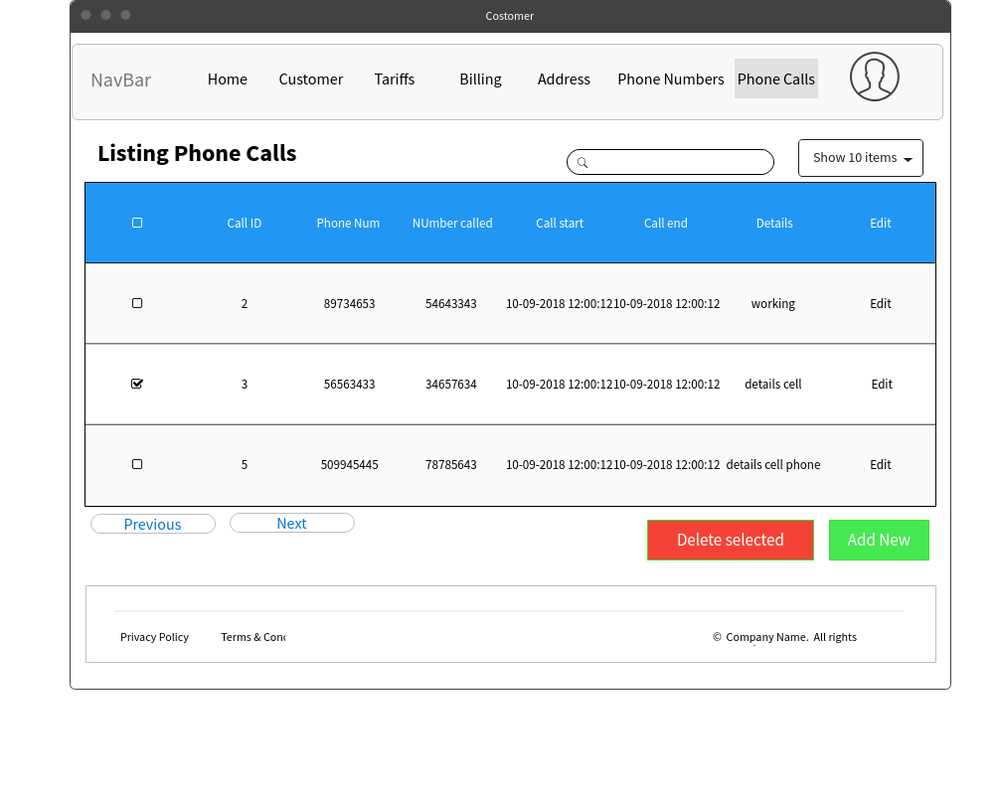 Costomer
NavBar Home Customer Tariffs Billing Address Phone Numbers Phone Calls
Listing Phone Calls
Show 10 items
Call ID Phone Num NUmber called Call start Call end Details Edit
2 89734653 54643343 10-09-2018 12:00:12 10-09-2018 12:00:12 working Edit
3 56563433 34657634 10-09-2018 12:00:12 10-09-2018 12:00:12 details cell Edit
5 509945445 78785643 10-09-2018 12:00:12 10-09-2018 12:00:12 details cell phone Edit
Previous Next
Delete selected Add New
Privacy Policy Terms & Con © Company Name. All rights